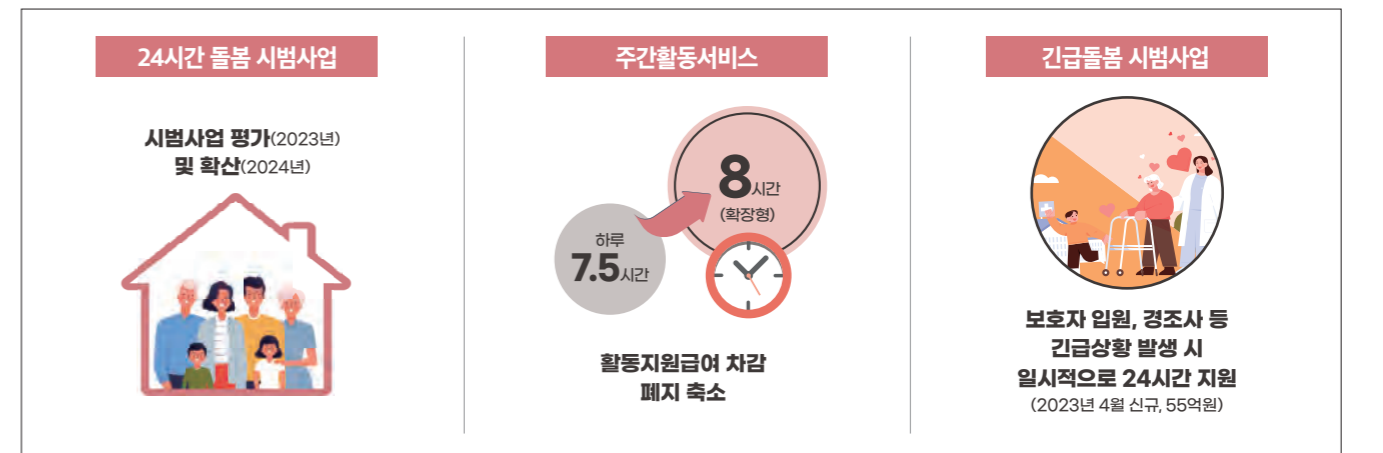 24시간 돌봄 시범사업
시범사업 평가(2023년)
및 확산(2024년)
주간활동서비스
8시간
(확장형)
하루
7.5시간
활동지원급여 차감
폐지 축소
긴급돌봄 시범사업
보호자 입원, 경조사 등
긴급상황 발생 시
일시적으로 24시간 지원
(2023년 4월 신규, 55억원)